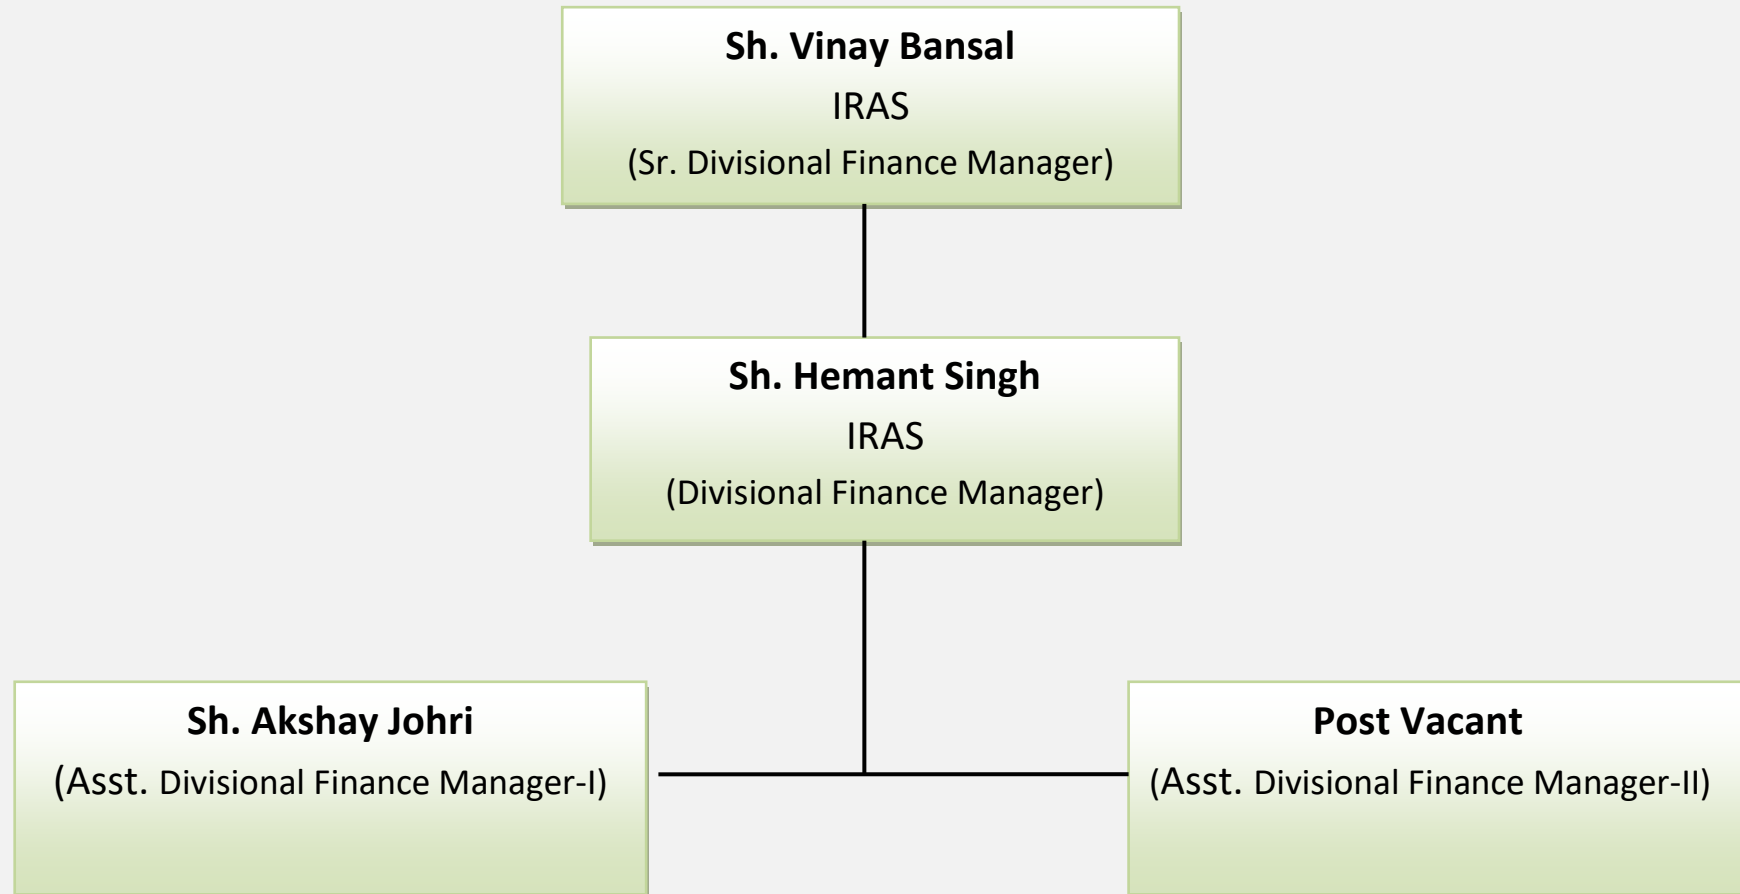 Sh. Vinay Bansal
IRAS
(Sr. Divisional Finance Manager)
Sh. Hemant Singh
IRAS
(Divisional Finance Manager)
Sh. Akshay Johri
(Asst. Divisional Finance Manager-I)
Post Vacant
(Asst. Divisional Finance Manager-II)